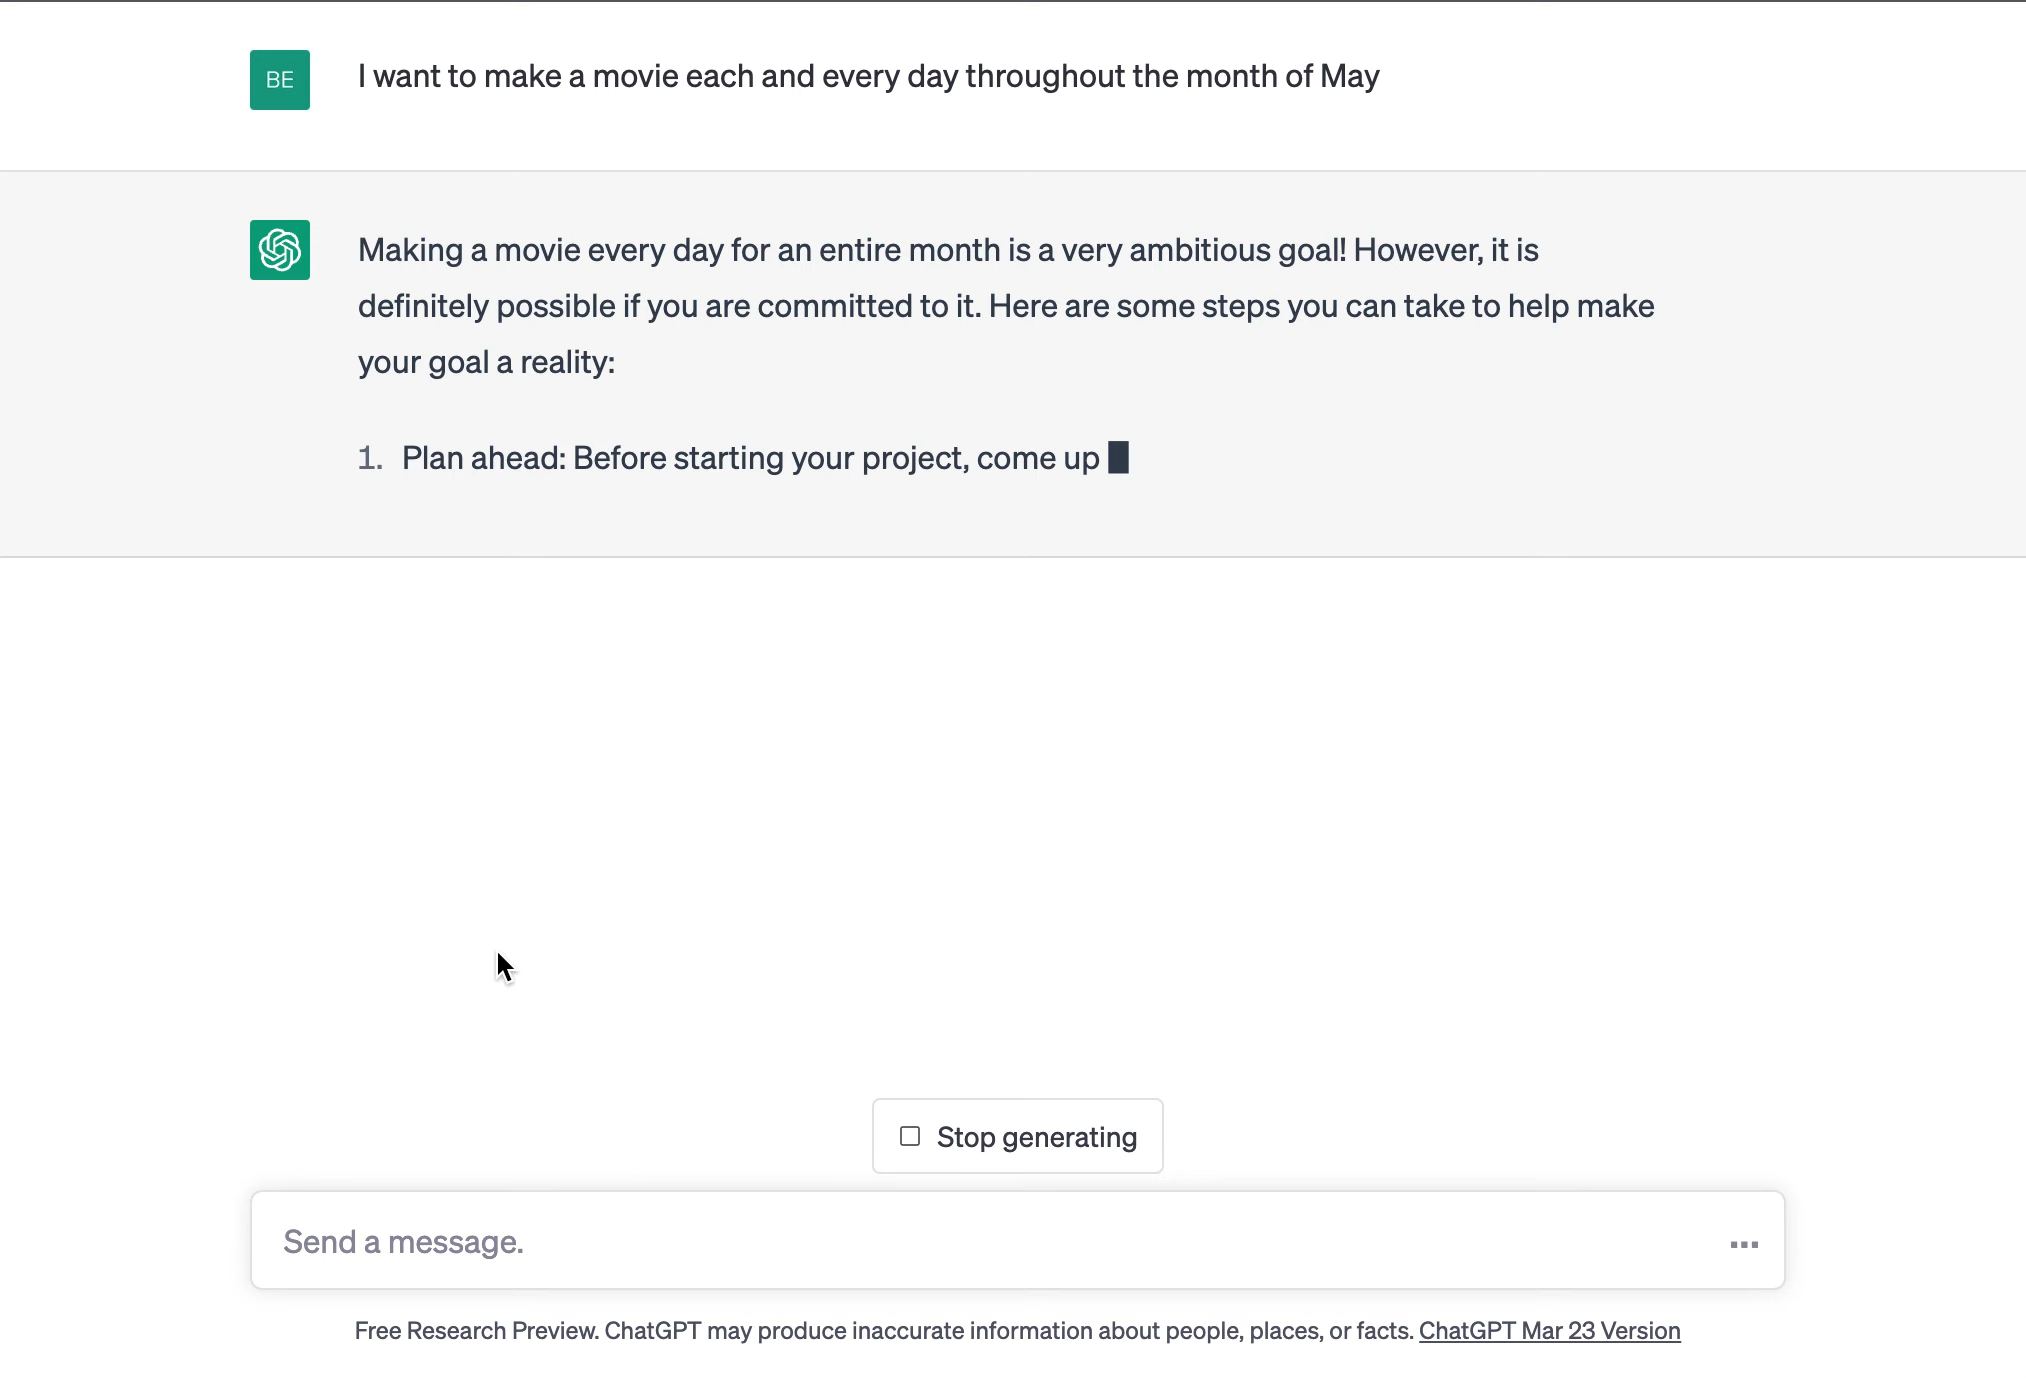 BE
I want to make a movie each and every day throughout the month of May
Making a movie every day for an entire month is a very ambitious goal! However, it is
definitely possible if you are committed to it. Here are some steps you can take to help make
your goal a reality:
1. Plan ahead: Before starting your project, come up
Stop generating
Send a message.
Free Research Preview. ChatGPT may produce inaccurate information about people, places, or facts. ChatGPT Mar 23 Version